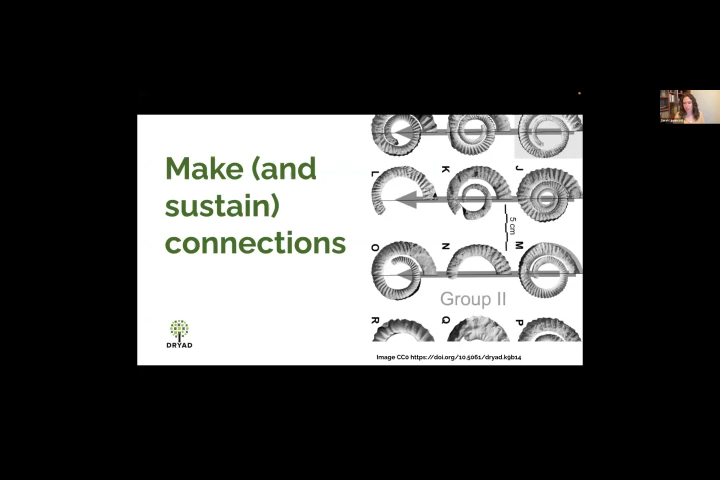 Make (and
sustain)
connections
DRYAD
L
K
J
5 cm
O
N
M
Group II
R
Q
P
Image CC0 https://doi.org/10.5061/dryad.k9b14